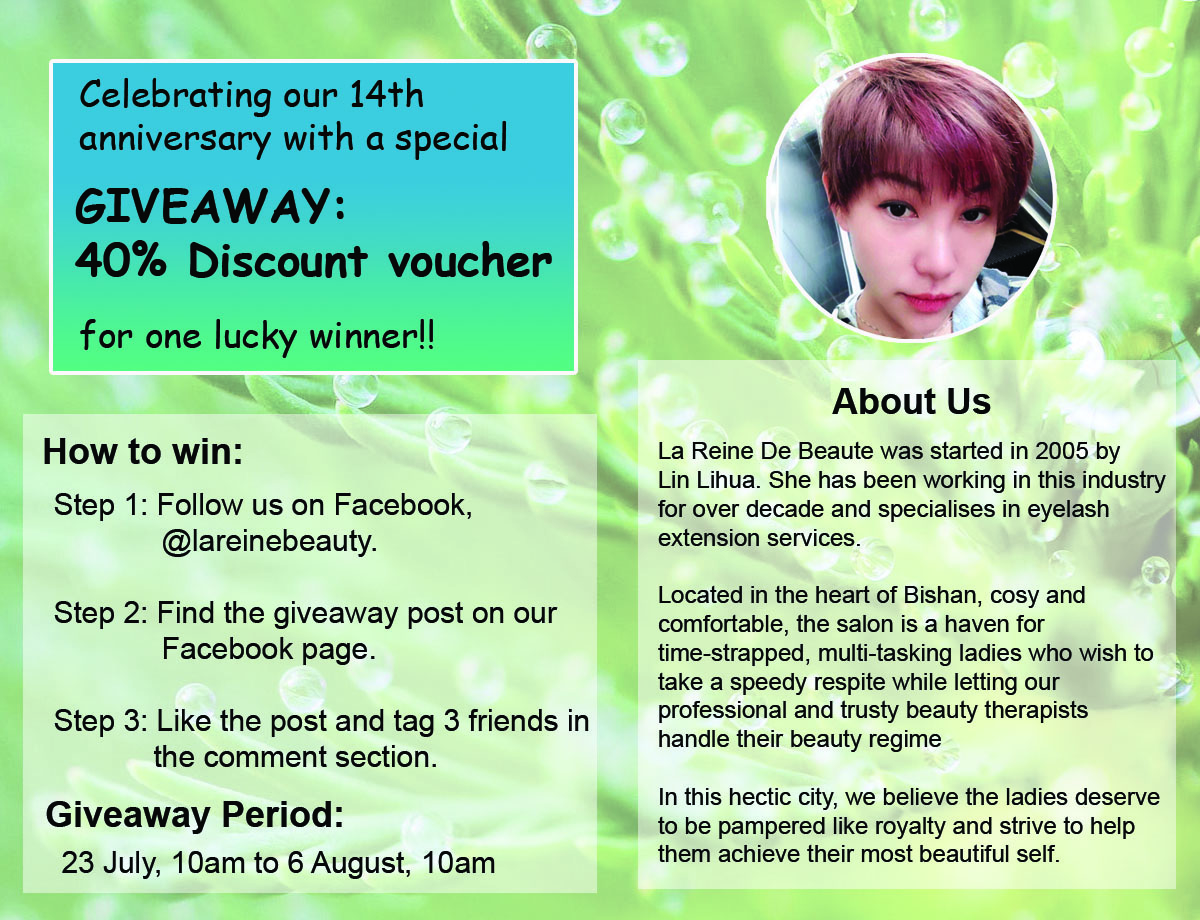 Celebrating our 14th
anniversary with a special
GIVEAWAY:
40% Discount voucher
for one lucky winner!!
How to win:
Step 1: Follow us on Facebook,
@lareinebeauty.
Step 2: Find the giveaway post on our
Facebook page.
Step 3: Like the post and tag 3 friends in
the comment section.
Giveaway Period:
23 July, 10am to 6 August, 10am
About Us
La Reine De Beaute was started in 2005 by
Lin Lihua. She has been working in this industry
for over decade and specialises in eyelash
extension services.
Located in the heart of Bishan, cosy and
comfortable, the salon is a haven for
time-strapped, multi-tasking ladies who wish to
take a speedy respite while letting our
professional and trusty beauty therapists
handle their beauty regime
In this hectic city, we believe the ladies deserve
to be pampered like royalty and strive to help
them achieve their most beautiful self.